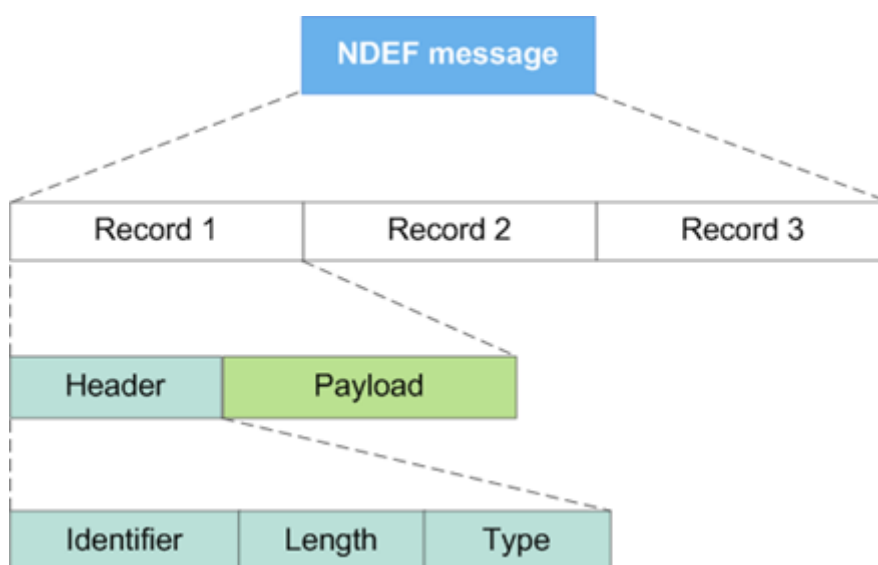 NDEF message
Record 1 Record 2 Record 3
Header Payload
Identifier Length Type